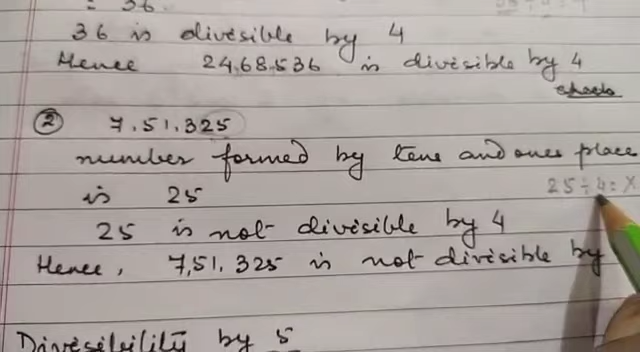 = 36.
36 is divisible by 4
Hence 24,68,536 is divisible by 4
② 7,51,325
number formed by tens and ones place
is 25
25 ÷ 4 = X
25 is not divisible by 4
Hence, 7,51,325 is not divisible by
Divisibility by 5